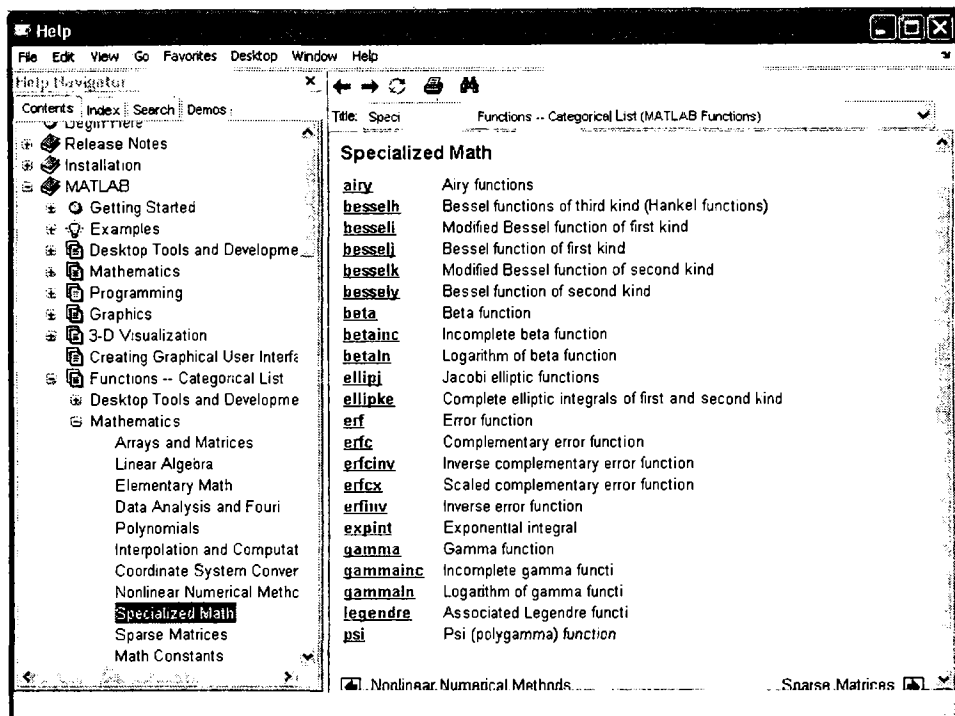 Help
File Edit View Go Favorites Desktop Window Help
Help Navigator
Contents Index Search Demos
Release Notes
Installation
MATLAB
Getting Started
Examples
Desktop Tools and Developme
Mathematics
Programming
Graphics
3-D Visualization
Creating Graphical User Interfa
Functions -- Categorical List
Desktop Tools and Developme
Mathematics
Arrays and Matrices
Linear Algebra
Elementary Math
Data Analysis and Fouri
Polynomials
Interpolation and Computat
Coordinate System Conver
Nonlinear Numerical Methc
Specialized Math
Sparse Matrices
Math Constants
Title: Speci Functions -- Categorical List (MATLAB Functions)
Specialized Math
airy Airy functions
besselh Bessel functions of third kind (Hankel functions)
besseli Modified Bessel function of first kind
besselj Bessel function of first kind
besselk Modified Bessel function of second kind
bessely Bessel function of second kind
beta Beta function
betainc Incomplete beta function
betaln Logarithm of beta function
ellipj Jacobi elliptic functions
ellipke Complete elliptic integrals of first and second kind
erf Error function
erfc Complementary error function
erfcinv Inverse complementary error function
erfcx Scaled complementary error function
erfinv Inverse error function
expint Exponential integral
gamma Gamma function
gammainc Incomplete gamma functi
gammaln Logarithm of gamma functi
legendre Associated Legendre functi
psi Psi (polygamma) function
Nonlinear Numerical Methods Sparse Matrices